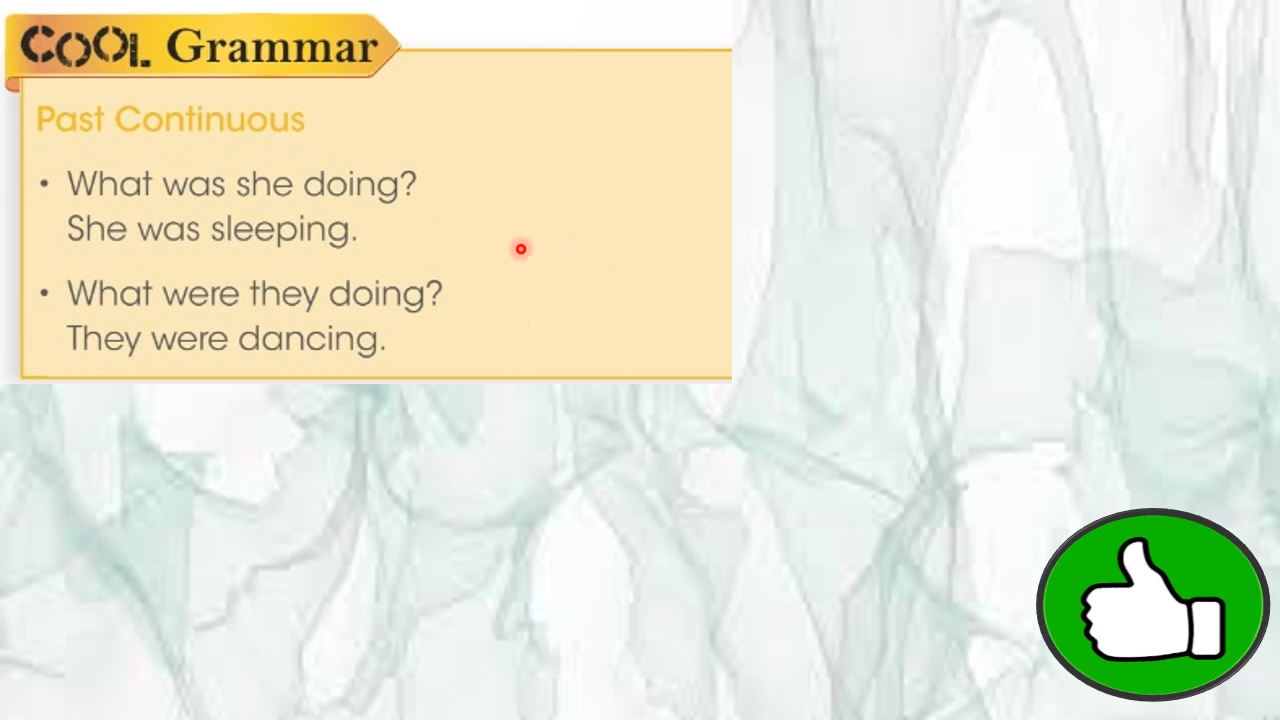 COOL Grammar
Past Continuous
• What was she doing?
She was sleeping.
• What were they doing?
They were dancing.